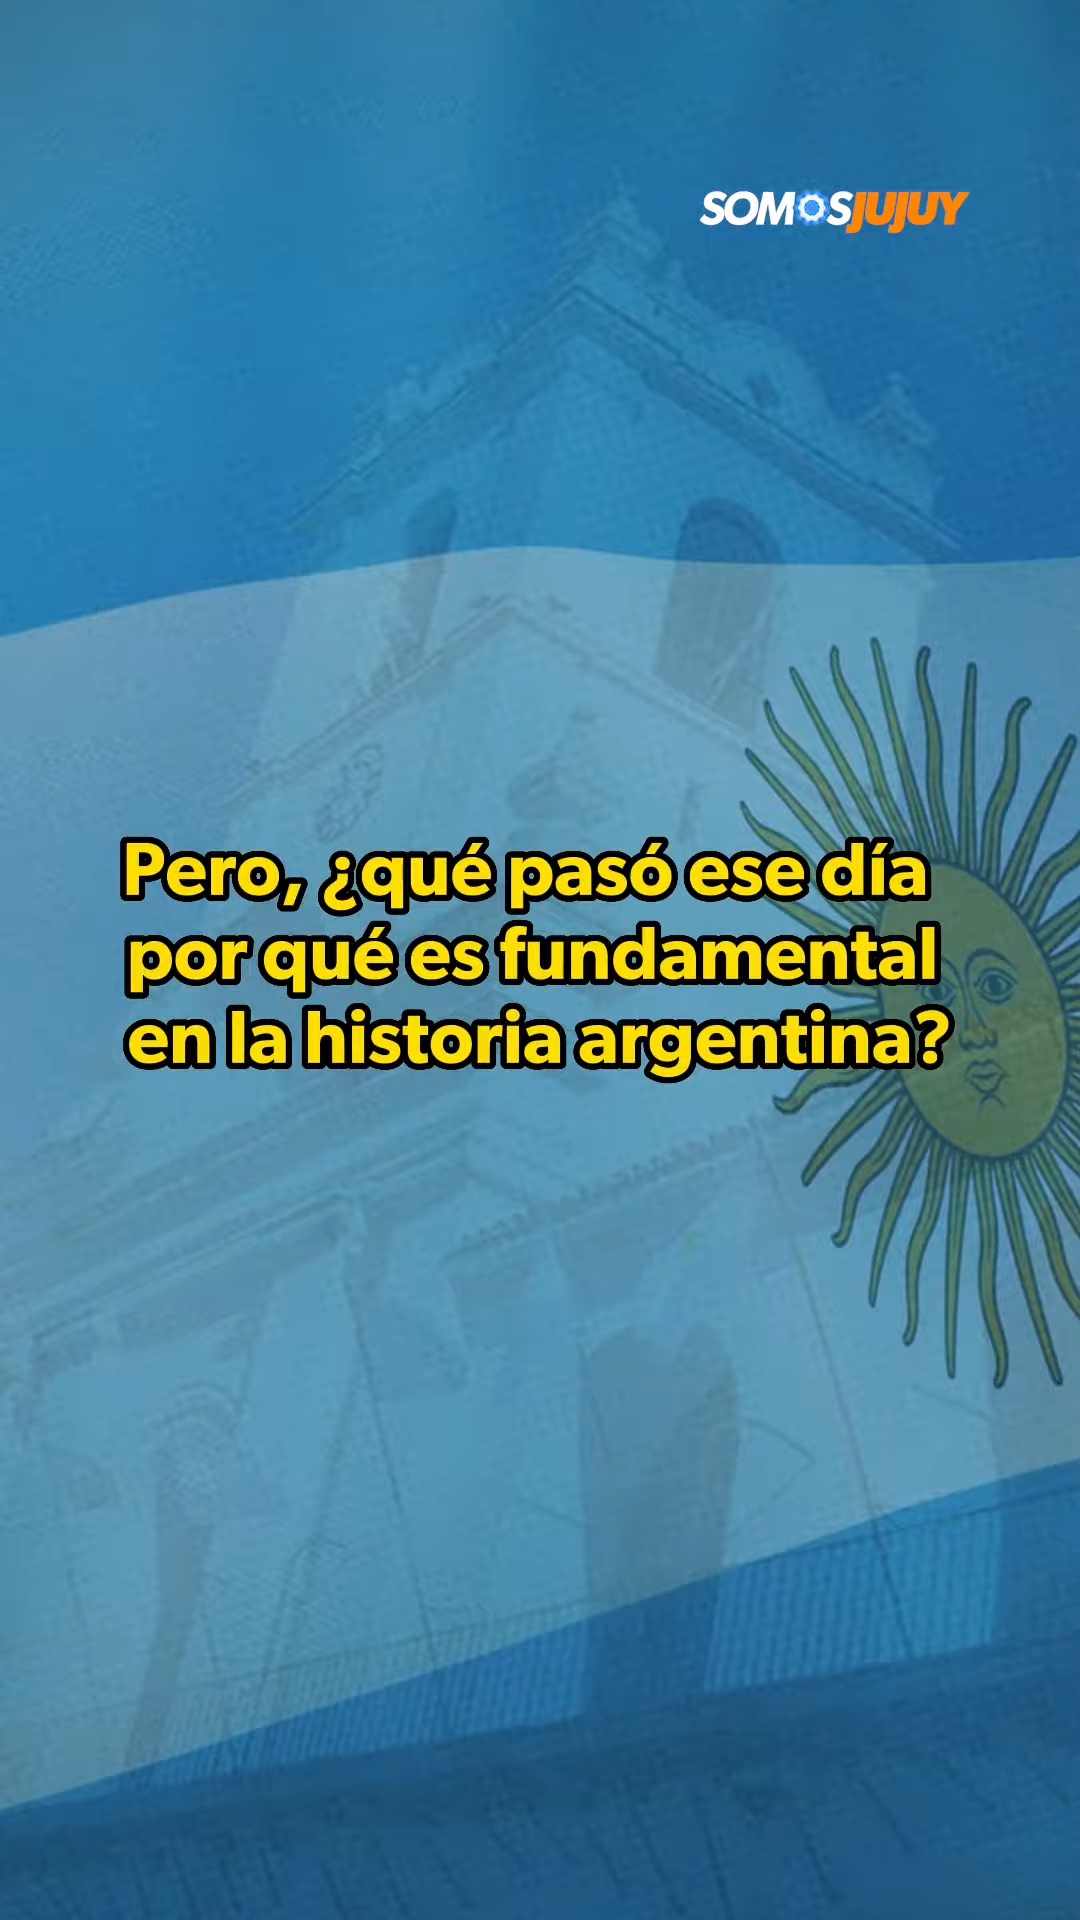 SOMOSJUJUY
Pero, ¿qué pasó ese día
por qué es fundamental
en la historia argentina?